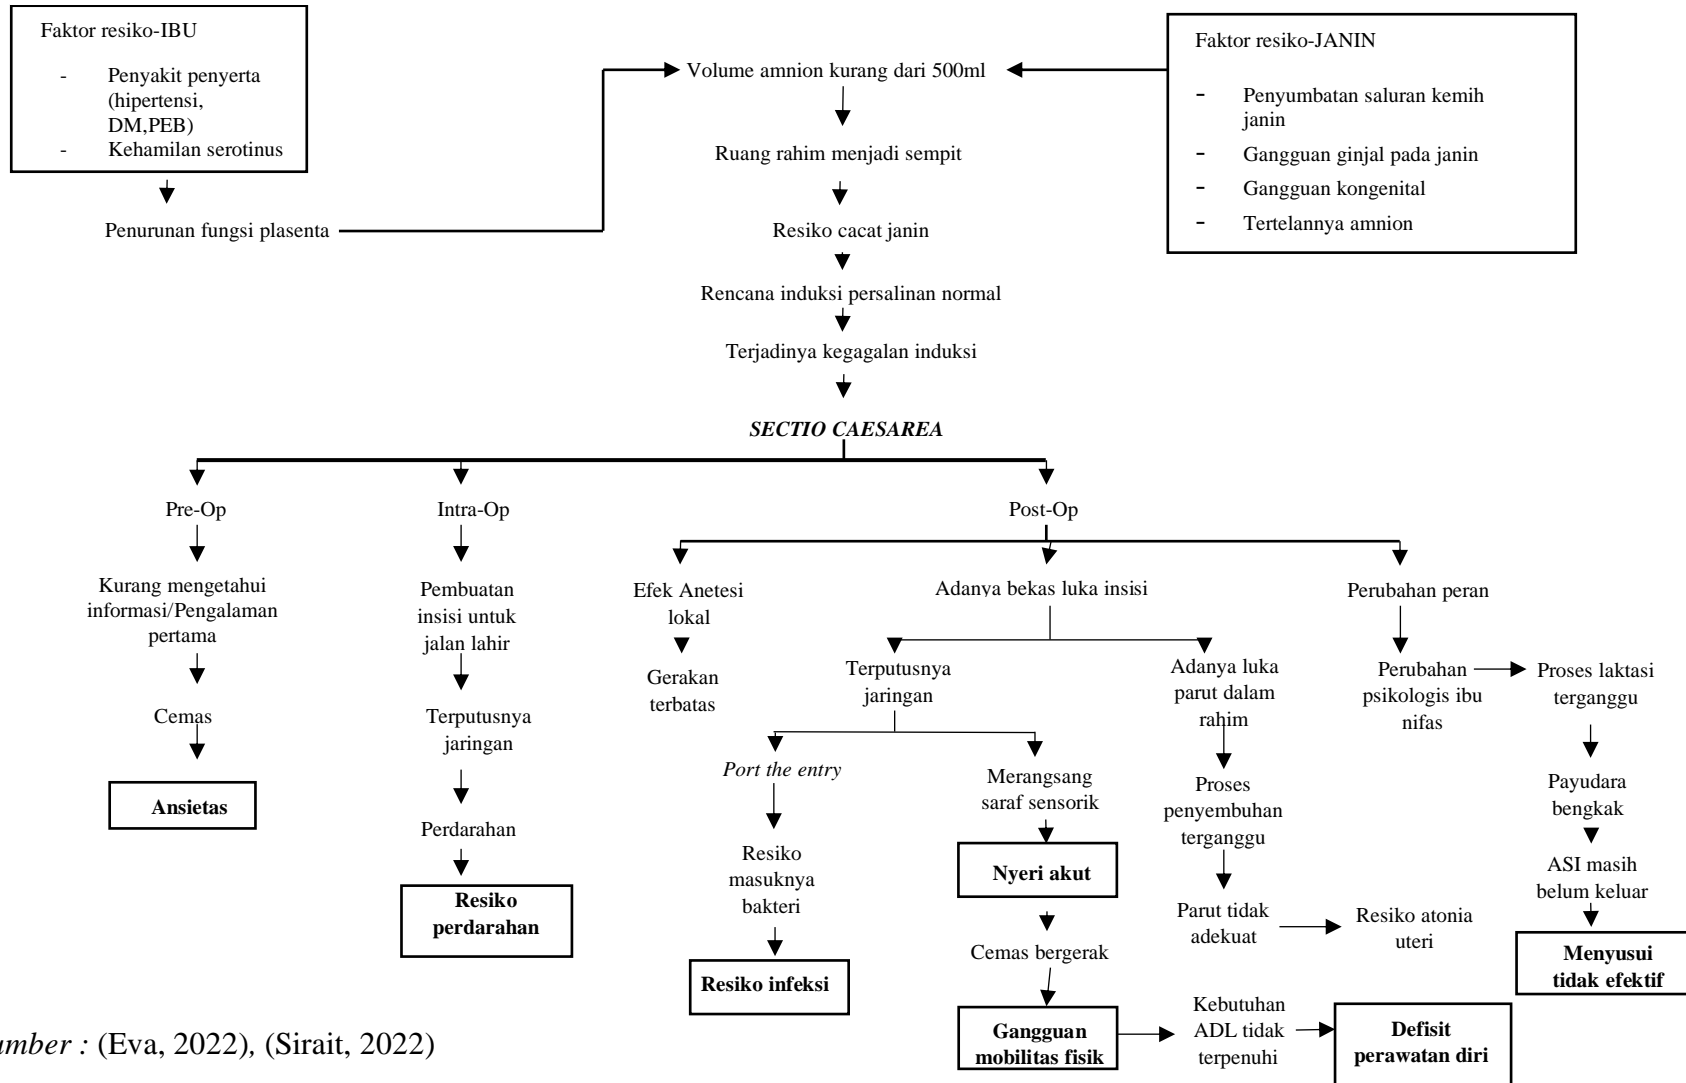 Faktor resiko-IBU
- Penyakit penyerta
(hipertensi,
DM,PEB)
- Kehamilan serotinus
Penurunan fungsi plasenta
Volume amnion kurang dari 500ml
Faktor resiko-JANIN
- Penyumbatan saluran kemih
janin
- Gangguan ginjal pada janin
- Gangguan kongenital
- Tertelannya amnion
Ruang rahim menjadi sempit
Resiko cacat janin
Rencana induksi persalinan normal
Terjadinya kegagalan induksi
SECTIO CAESAREA
Pre-Op
Kurang mengetahui
informasi/Pengalaman
pertama
Cemas
Ansietas
Intra-Op
Pembuatan
insisi untuk
jalan lahir
Terputusnya
jaringan
Perdarahan
Resiko
perdarahan
Post-Op
Efek Anetesi
lokal
Gerakan
terbatas
Adanya bekas luka insisi
Terputusnya
jaringan
Port the entry
Resiko
masuknya
bakteri
Resiko infeksi
Merangsang
saraf sensorik
Nyeri akut
Cemas bergerak
Gangguan
mobilitas fisik
Kebutuhan
ADL tidak
terpenuhi
Defisit
perawatan diri
Adanya luka
parut dalam
rahim
Proses
penyembuhan
terganggu
Parut tidak
adekuat
Resiko atonia
uteri
Perubahan peran
Perubahan
psikologis ibu
nifas
Proses laktasi
terganggu
Payudara
bengkak
ASI masih
belum keluar
Menyusui
tidak efektif
umber : (Eva, 2022), (Sirait, 2022)